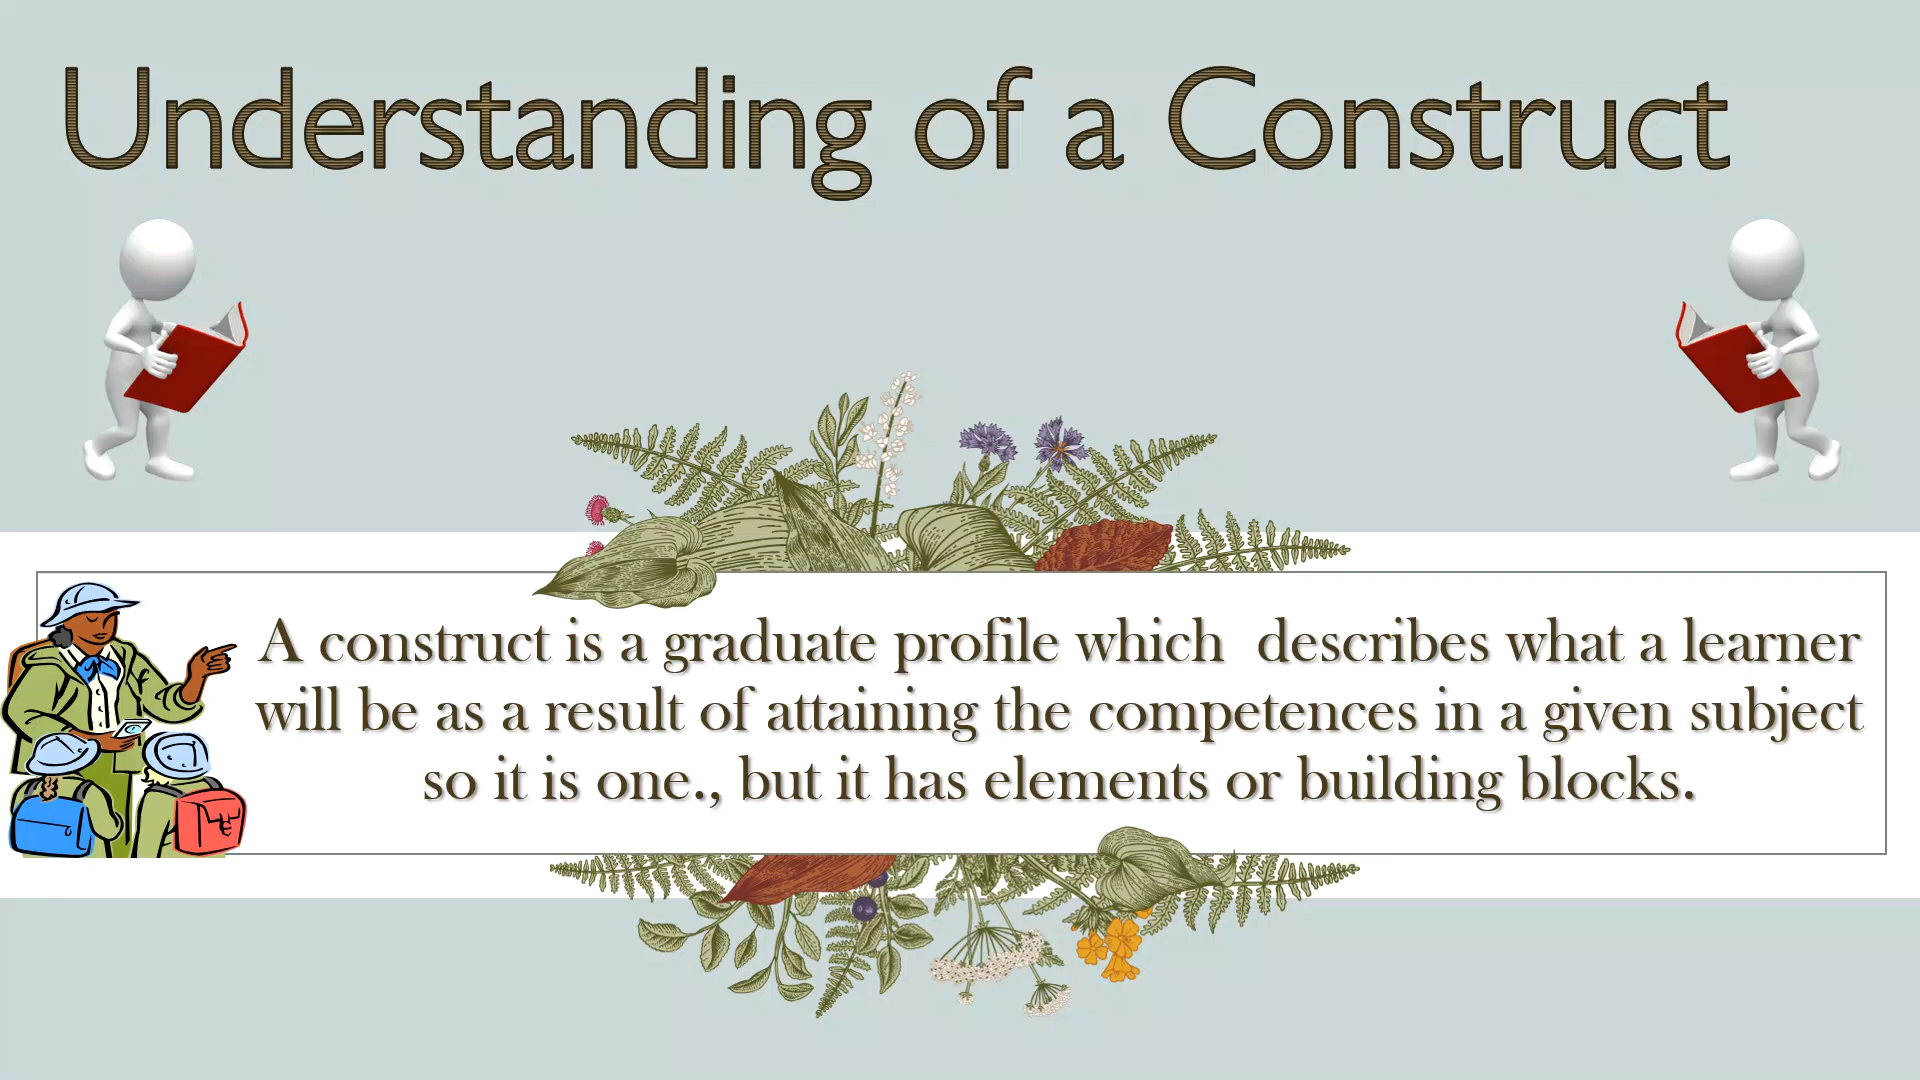 Understanding of a Construct
A construct is a graduate profile which  describes what a learner
will be as a result of attaining the competences in a given subject
so it is one., but it has elements or building blocks.